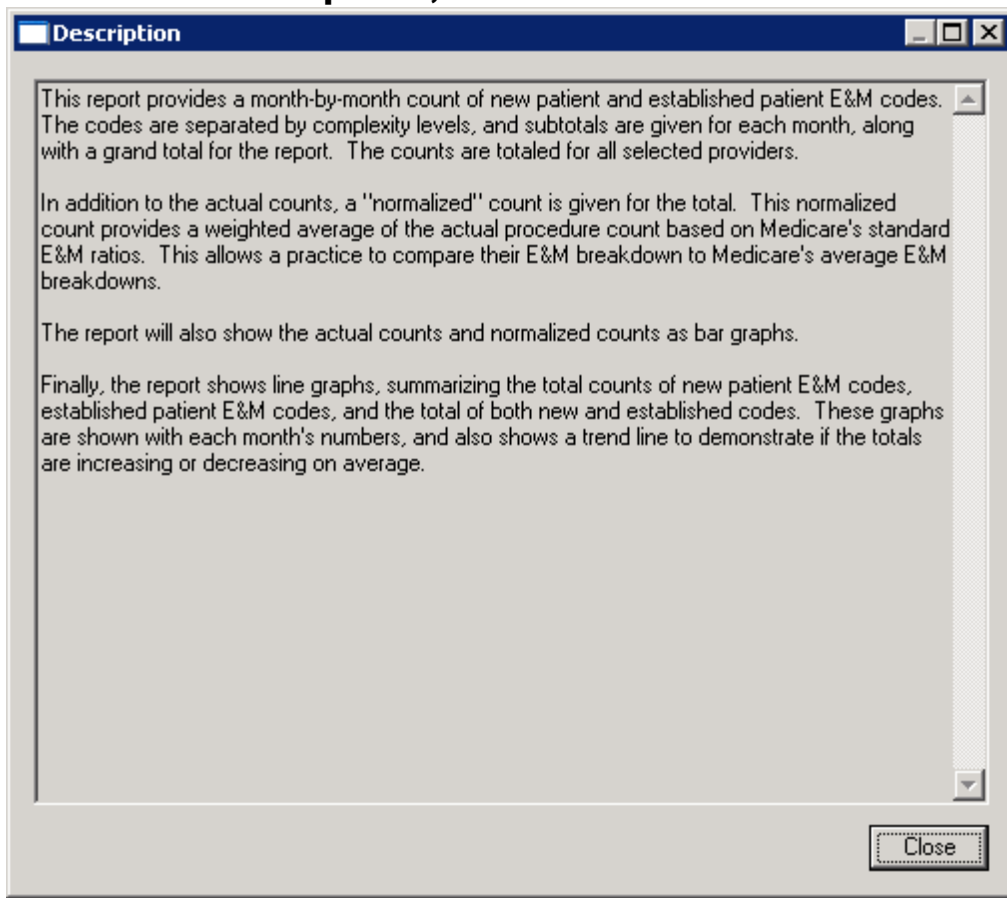 Description
This report provides a month-by-month count of new patient and established patient E&M codes.
The codes are separated by complexity levels, and subtotals are given for each month, along
with a grand total for the report.  The counts are totaled for all selected providers.
In addition to the actual counts, a "normalized" count is given for the total.  This normalized
count provides a weighted average of the actual procedure count based on Medicare's standard
E&M ratios.  This allows a practice to compare their E&M breakdown to Medicare's average E&M
breakdowns.
The report will also show the actual counts and normalized counts as bar graphs.
Finally, the report shows line graphs, summarizing the total counts of new patient E&M codes,
established patient E&M codes, and the total of both new and established codes.  These graphs
are shown with each month's numbers, and also shows a trend line to demonstrate if the totals
are increasing or decreasing on average.
Close